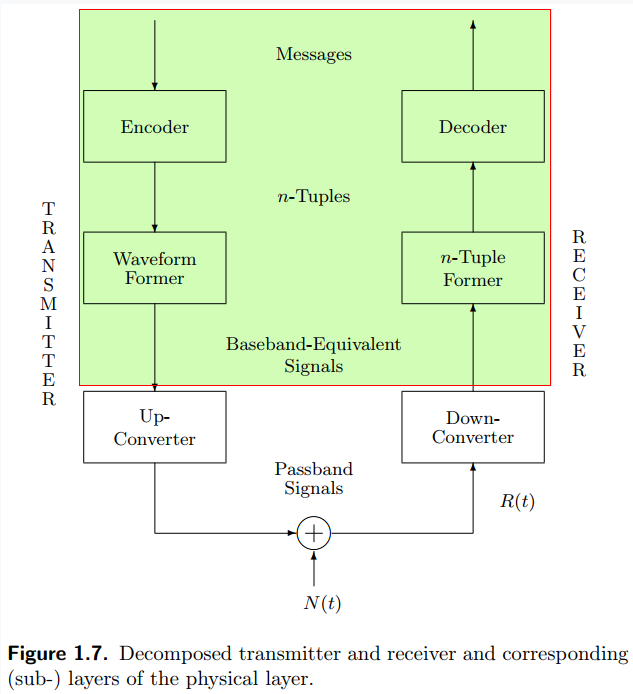 Messages
Encoder
Decoder
n-Tuples
TRANSMITTER
RECEIVER
Waveform
Former
n-Tuple
Former
Baseband-Equivalent
Signals
Up-
Converter
Down-
Converter
Passband
Signals
R(t)
N(t)
Figure 1.7. Decomposed transmitter and receiver and corresponding
(sub-) layers of the physical layer.